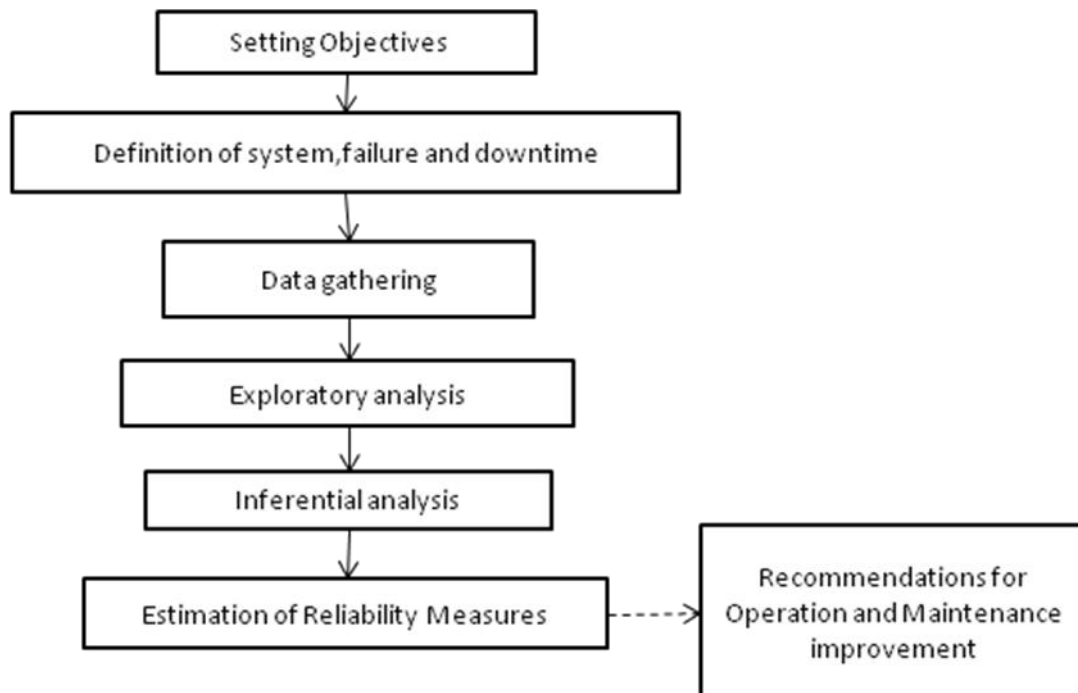 Setting Objectives
Definition of system,failure and downtime
Data gathering
Exploratory analysis
Inferential analysis
Estimation of Reliability Measures
Recommendations for
Operation and Maintenance
improvement